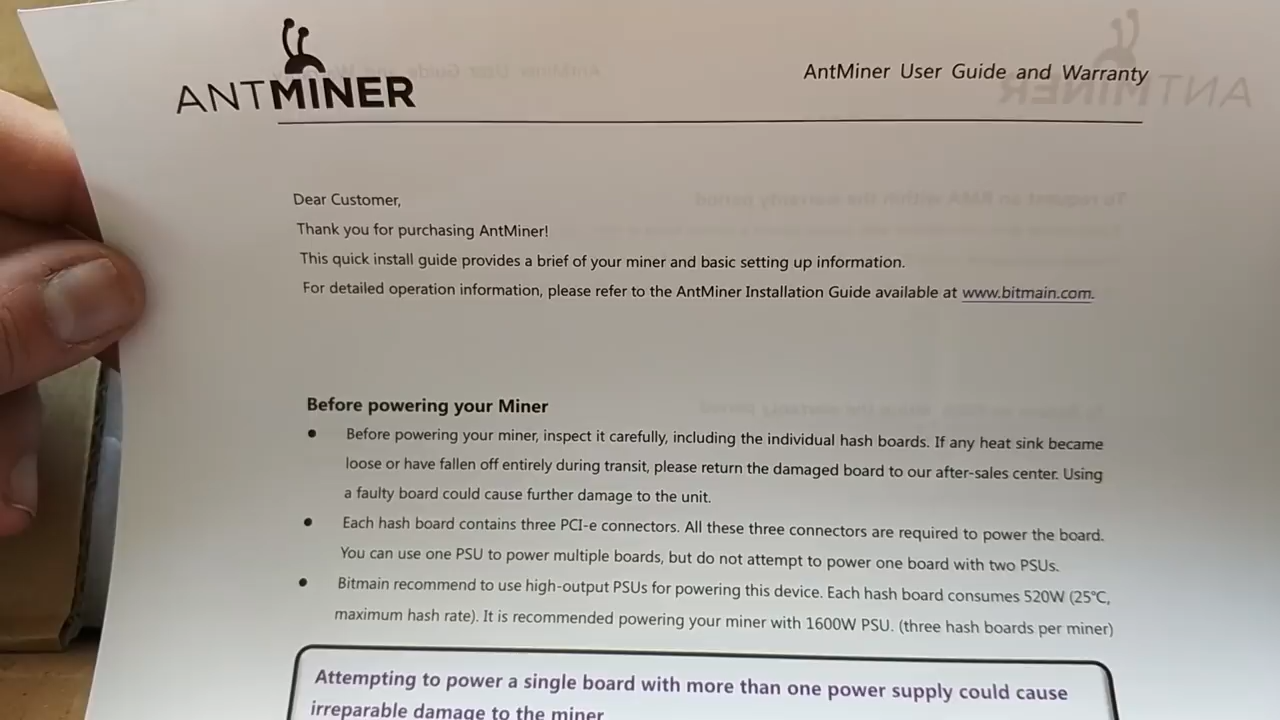 ANTMINER
AntMiner User Guide and Warranty
Dear Customer,
Thank you for purchasing AntMiner!
This quick install guide provides a brief of your miner and basic setting up information.
For detailed operation information, please refer to the AntMiner Installation Guide available at www.bitmain.com.
Before powering your Miner
● Before powering your miner, inspect it carefully, including the individual hash boards. If any heat sink became
loose or have fallen off entirely during transit, please return the damaged board to our after-sales center. Using
a faulty board could cause further damage to the unit.
● Each hash board contains three PCI-e connectors. All these three connectors are required to power the board.
You can use one PSU to power multiple boards, but do not attempt to power one board with two PSUs.
● Bitmain recommend to use high-output PSUs for powering this device. Each hash board consumes 520W (25℃,
maximum hash rate). It is recommended powering your miner with 1600W PSU. (three hash boards per miner)
Attempting to power a single board with more than one power supply could cause
irreparable damage to the miner